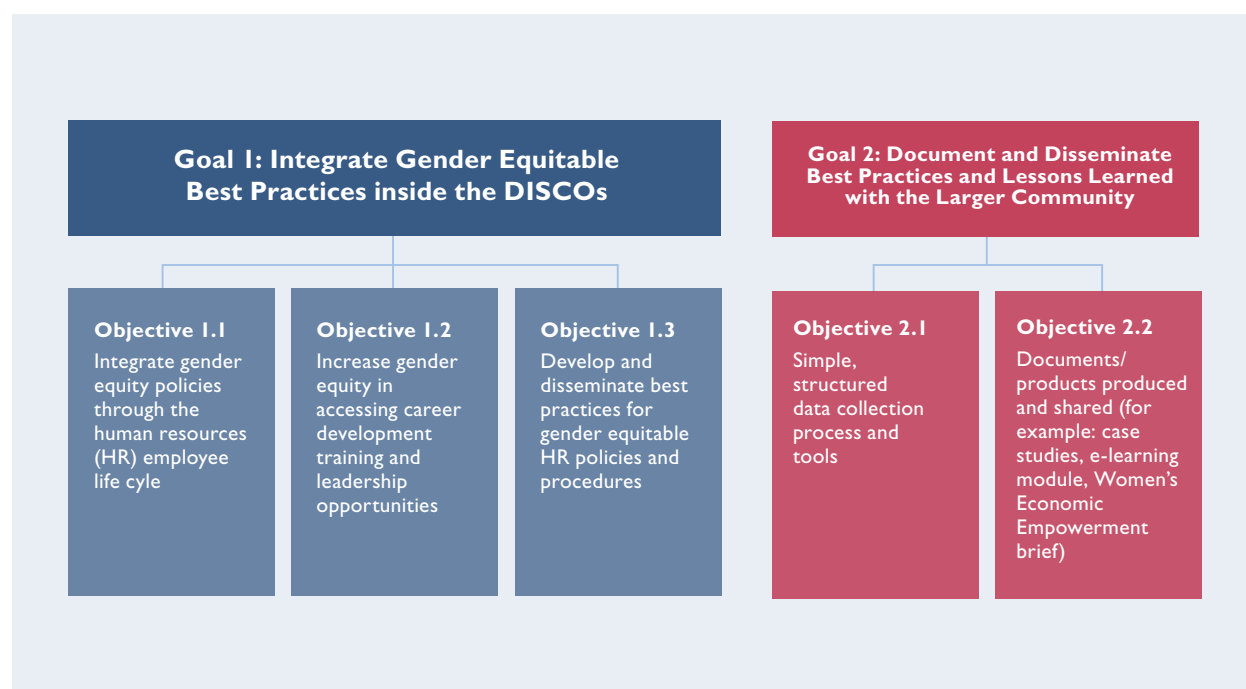 Goal 1: Integrate Gender Equitable
Best Practices inside the DISCOs
Objective 1.1
Integrate gender
equity policies
through the
human resources
(HR) employee
life cyle
Objective 1.2
Increase gender
equity in
accessing career
development
training and
leadership
opportunities
Objective 1.3
Develop and
disseminate best
practices for
gender equitable
HR policies and
procedures
Goal 2: Document and Disseminate
Best Practices and Lessons Learned
with the Larger Community
Objective 2.1
Simple,
structured
data collection
process and
tools
Objective 2.2
Documents/
products produced
and shared (for
example: case
studies, e-learning
module, Women’s
Economic
Empowerment
brief)